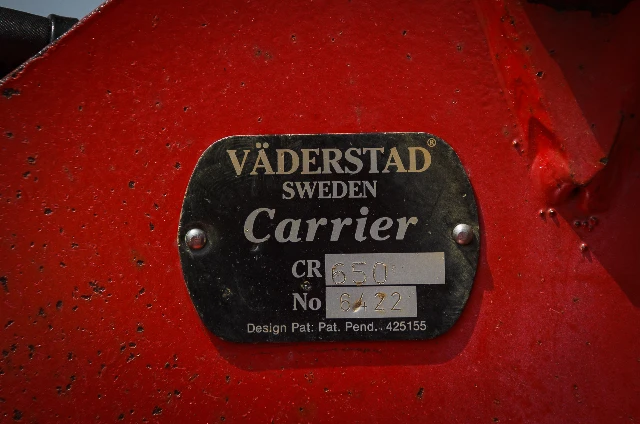 VÄDERSTAD®
SWEDEN
Carrier
CR 650
No 6422
Design Pat: Pat. Pend. 425155